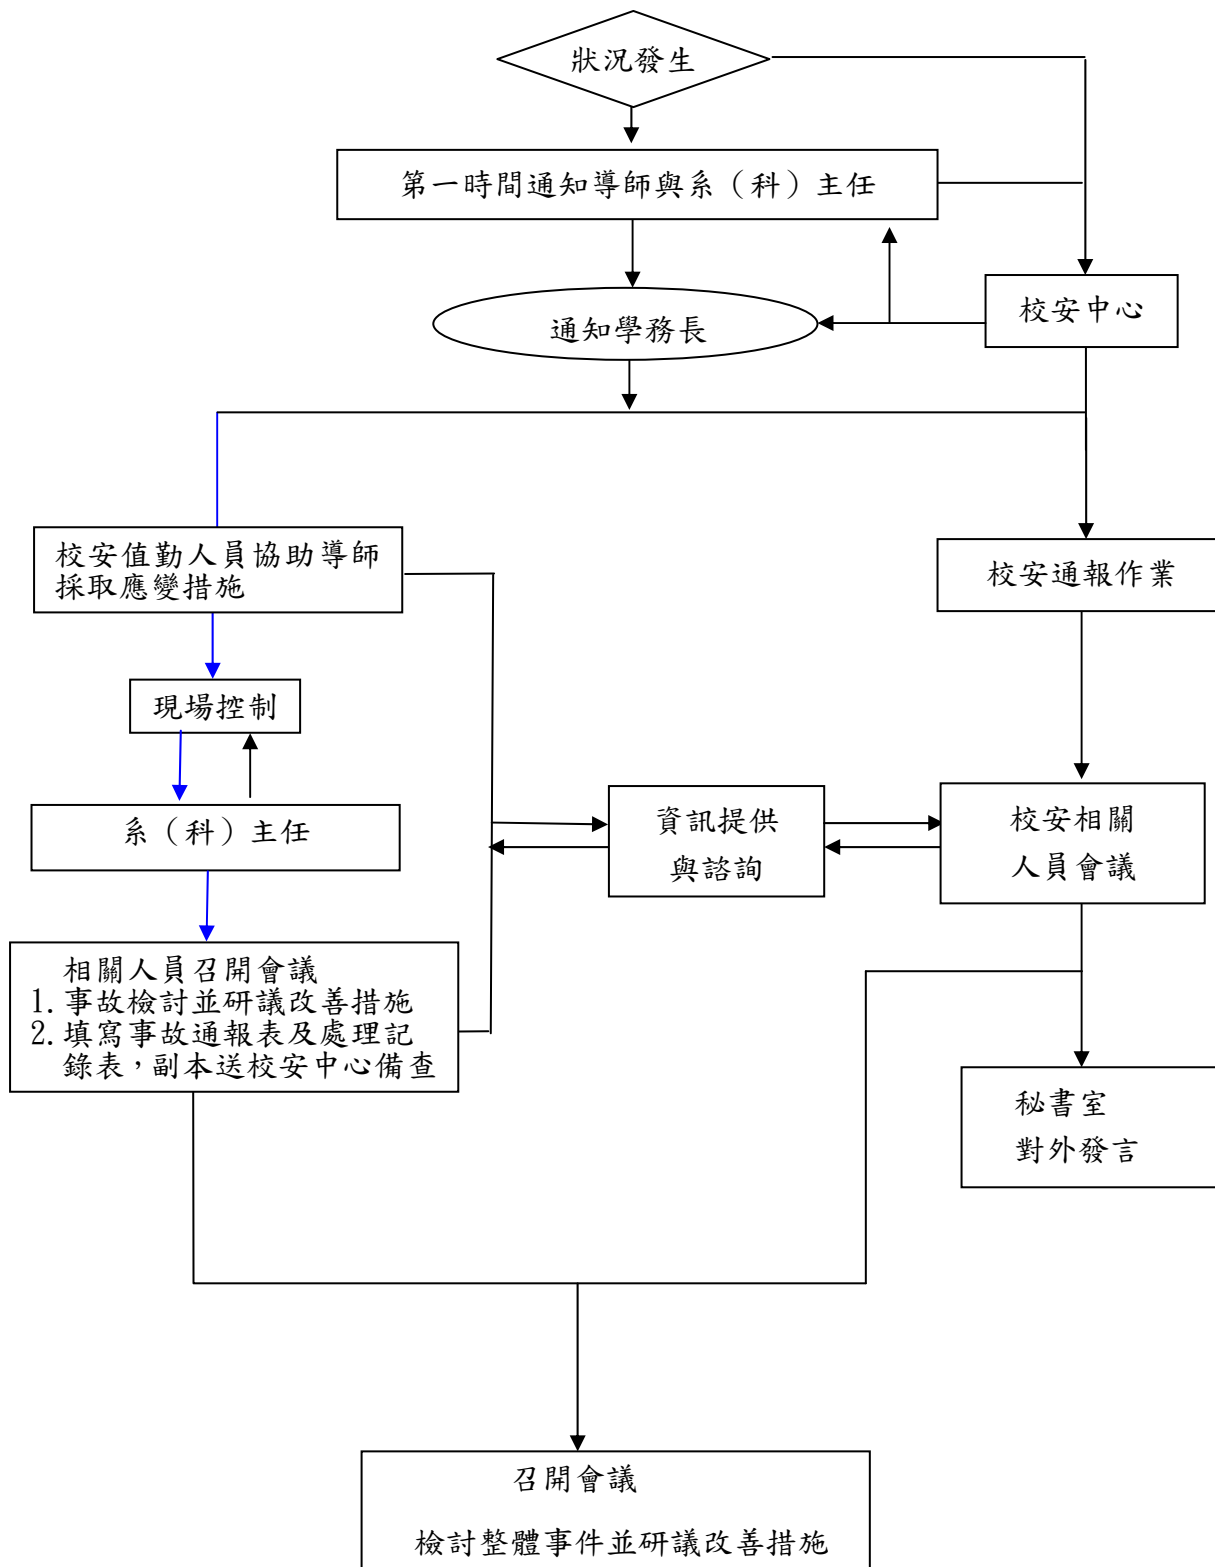 狀況發生
第一時間通知導師與系（科）主任
校安中心
通知學務長
校安值勤人員協助導師
採取應變措施
校安通報作業
現場控制
系（科）主任
資訊提供
與諮詢
校安相關
人員會議
相關人員召開會議
1.事故檢討並研議改善措施
2.填寫事故通報表及處理記
錄表，副本送校安中心備查
秘書室
對外發言
召開會議
檢討整體事件並研議改善措施